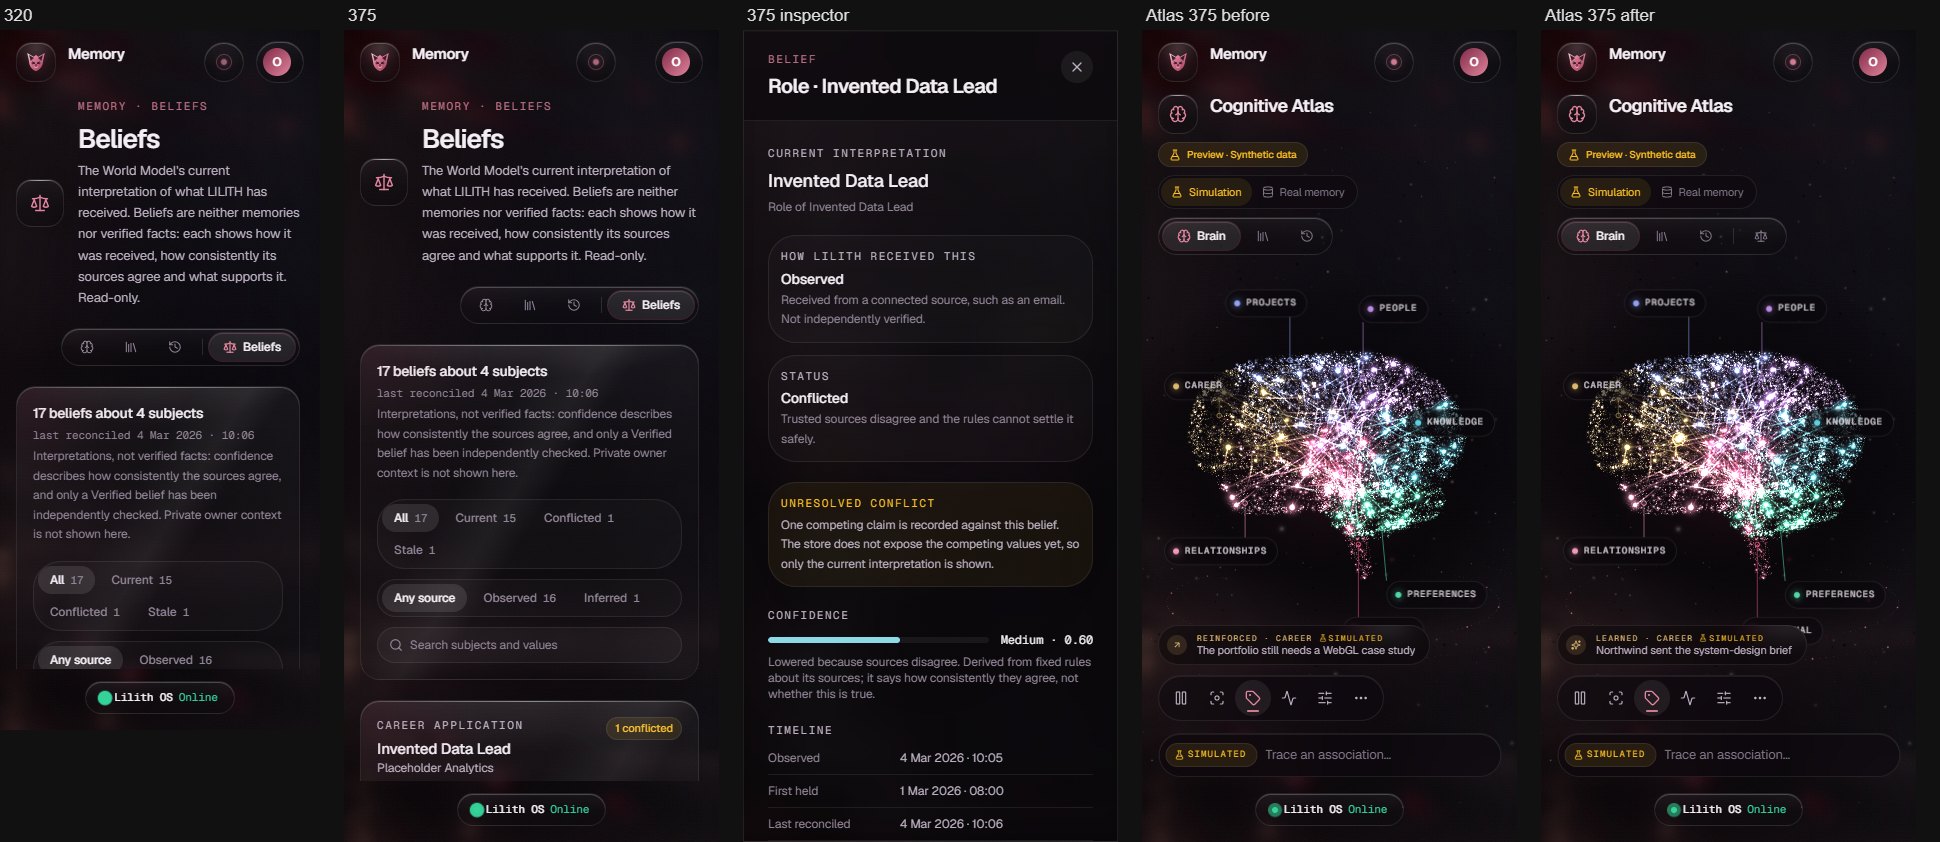 320
Memory
O
MEMORY · BELIEFS
Beliefs
The World Model's current
interpretation of what LILITH has
received. Beliefs are neither memories
nor verified facts: each shows how it
was received, how consistently its
sources agree and what supports it.
Read-only.
Beliefs
17 beliefs about 4 subjects
last reconciled 4 Mar 2026 · 10:06
Interpretations, not verified facts: confidence
describes how consistently the sources agree,
and only a Verified belief has been
independently checked. Private owner context
is not shown here.
All 17 Current 15
Conflicted 1 Stale 1
Any source Observed 16
Lilith OS Online
375
Memory
O
MEMORY · BELIEFS
Beliefs
The World Model's current interpretation of
what LILITH has received. Beliefs are neither
memories nor verified facts: each shows how it
was received, how consistently its sources
agree and what supports it. Read-only.
Beliefs
17 beliefs about 4 subjects
last reconciled 4 Mar 2026 · 10:06
Interpretations, not verified facts: confidence describes
how consistently the sources agree, and only a Verified
belief has been independently checked. Private owner
context is not shown here.
All 17 Current 15 Conflicted 1
Stale 1
Any source Observed 16 Inferred 1
Search subjects and values
CAREER APPLICATION
1 conflicted
Invented Data Lead
Placeholder Analytics
Lilith OS Online
375 inspector
BELIEF
Role · Invented Data Lead
CURRENT INTERPRETATION
Invented Data Lead
Role of Invented Data Lead
HOW LILITH RECEIVED THIS
Observed
Received from a connected source, such as an email.
Not independently verified.
STATUS
Conflicted
Trusted sources disagree and the rules cannot settle it
safely.
UNRESOLVED CONFLICT
One competing claim is recorded against this belief.
The store does not expose the competing values yet, so
only the current interpretation is shown.
CONFIDENCE
Medium · 0.60
Lowered because sources disagree. Derived from fixed rules
about its sources; it says how consistently they agree, not
whether this is true.
TIMELINE
Observed 4 Mar 2026 · 10:05
First held 1 Mar 2026 · 08:00
Last reconciled 4 Mar 2026 · 10:06
Atlas 375 before
Memory
O
Cognitive Atlas
Preview · Synthetic data
Simulation Real memory
Brain
PROJECTS
PEOPLE
CAREER
KNOWLEDGE
RELATIONSHIPS
PREFERENCES
REINFORCED · CAREER SIMULATED
The portfolio still needs a WebGL case study
SIMULATED Trace an association...
Lilith OS Online
Atlas 375 after
Memory
O
Cognitive Atlas
Preview · Synthetic data
Simulation Real memory
Brain
PROJECTS
PEOPLE
CAREER
KNOWLEDGE
RELATIONSHIPS
PREFERENCES
LEARNED · CAREER SIMULATED
Northwind sent the system-design brief
SIMULATED Trace an association...
Lilith OS Online